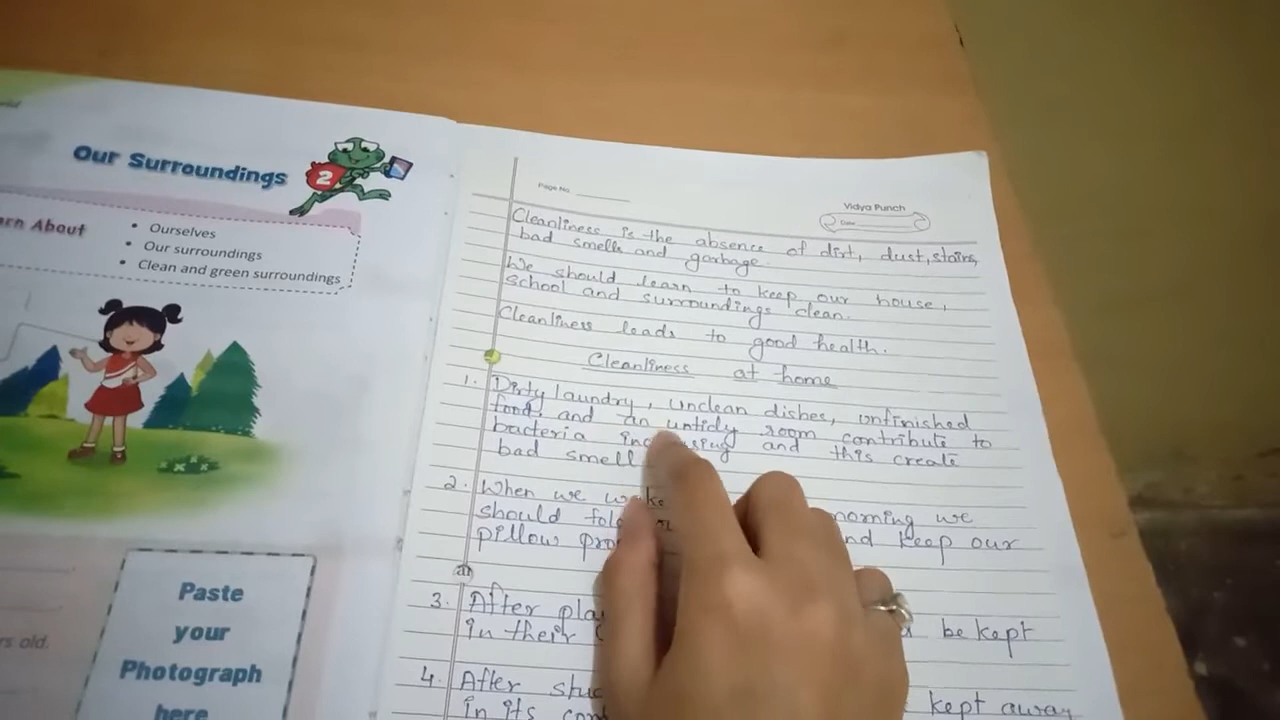 Our Surroundings
2
rn About
• Ourselves
• Our surroundings
• Clean and green surroundings
rs old.
Paste
your
Photograph
here
Page No.
Vidya Punch
Date
Cleanliness is the absence of dirt, dust, stains,
bad smells and garbage.
We should learn to keep our house,
School and surroundings clean.
Cleanliness leads to good health.
Cleanliness at home
1. Dirty laundry, unclean dishes, unfinished
food, and an untidy room contribute to
bacteria and this create
bad smell
2. When we wake morning we
should nd keep our
pillow
3. After
in their be kept
4. After
in its kept away